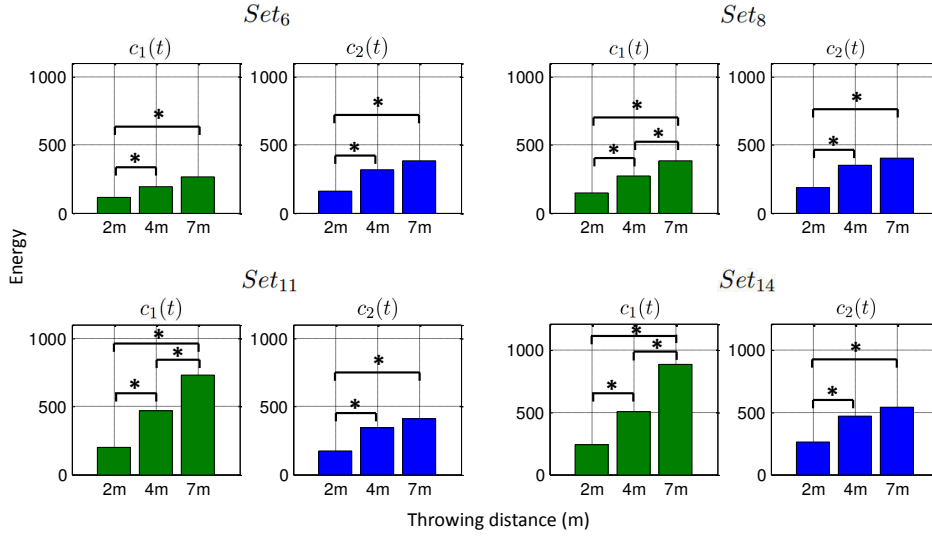 Set6 Set8
c1(t) c2(t) c1(t) c2(t)
1000 1000 1000 1000
* * * *
500 500 500 500
* * * * *
0 0 0 0
2m 4m 7m 2m 4m 7m 2m 4m 7m 2m 4m 7m
Energy
Set11 Set14
c1(t) c2(t) c1(t) c2(t)
1000 1000 1000 1000
* * * *
* * * * * *
500 500 500 500
0 0 0 0
2m 4m 7m 2m 4m 7m 2m 4m 7m 2m 4m 7m
Throwing distance (m)